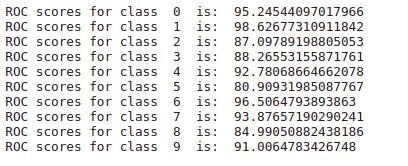 ROC scores for class  0  is:  95.24544097017966
ROC scores for class  1  is:  98.62677310911842
ROC scores for class  2  is:  87.09789198805053
ROC scores for class  3  is:  88.26553155871761
ROC scores for class  4  is:  92.78068664662078
ROC scores for class  5  is:  80.90931985087767
ROC scores for class  6  is:  96.5064793893863
ROC scores for class  7  is:  93.87657190290241
ROC scores for class  8  is:  84.99050882438186
ROC scores for class  9  is:  91.0064783426748